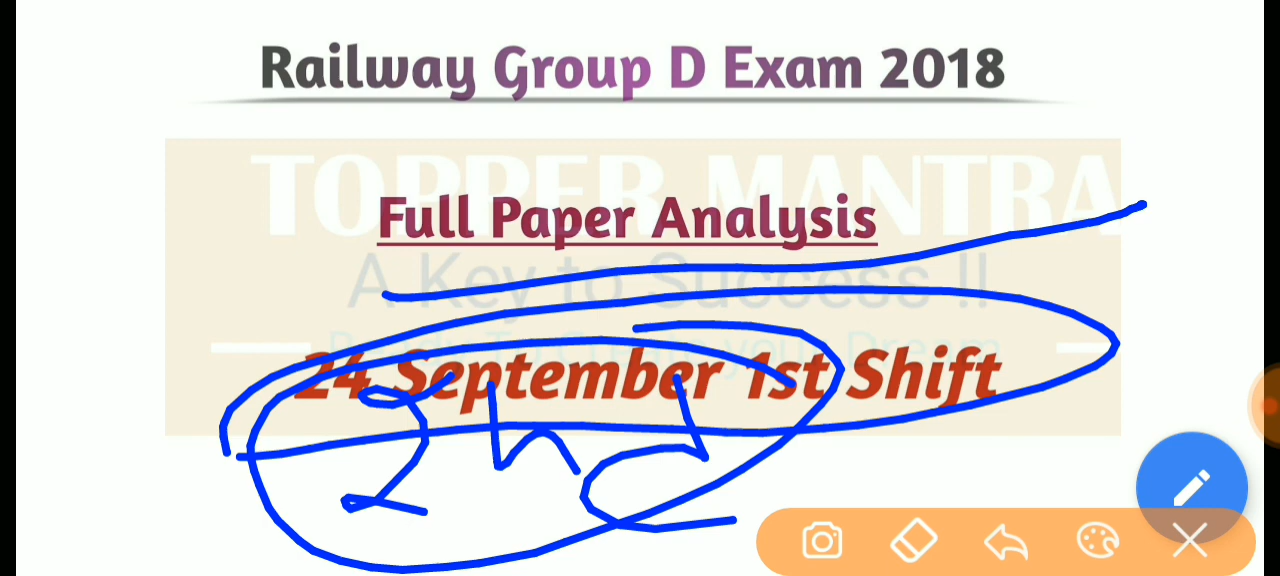 Railway Group D Exam 2018
TOPPER MANTRA
Full Paper Analysis
A Key to Success !!
24 September 1st Shift
2nd